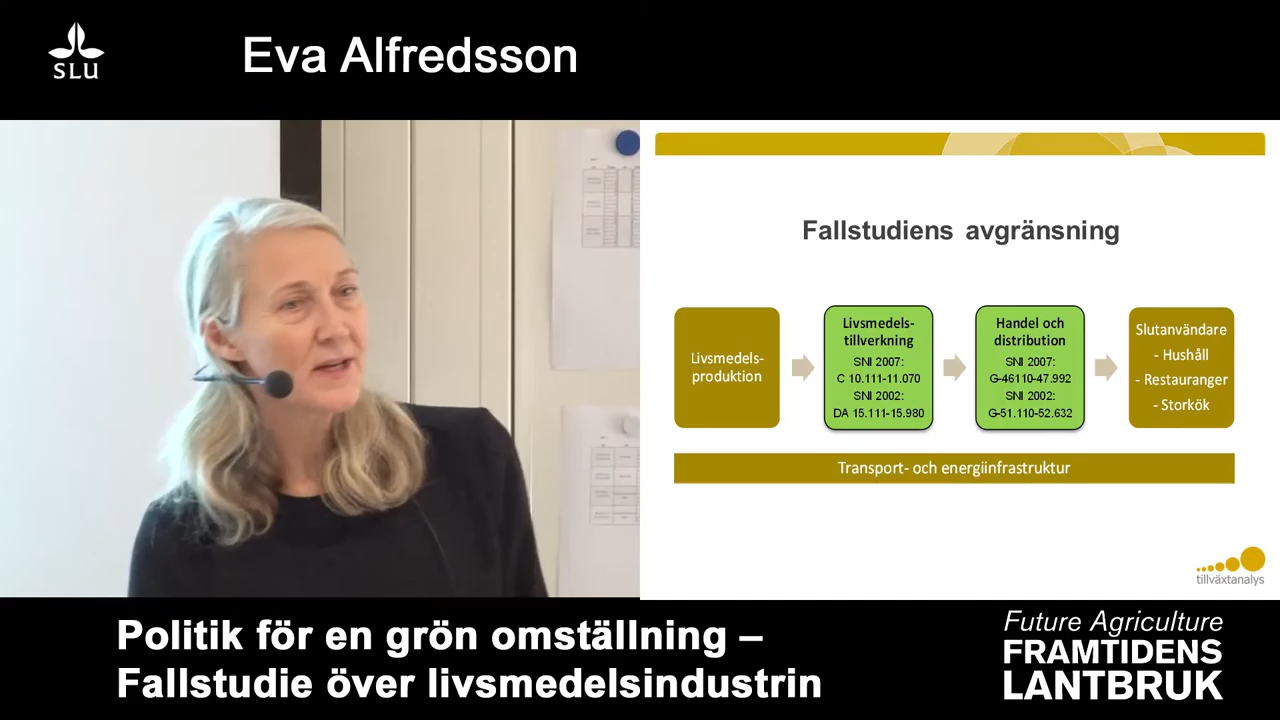 SLU
Eva Alfredsson
Fallstudiens avgränsning
Livsmedels-
produktion
Livsmedels-
tillverkning
SNI 2007:
C 10.111-11.070
SNI 2002:
DA 15.111-15.980
Handel och
distribution
SNI 2007:
G-46110-47.992
SNI 2002:
G-51.110-52.632
Slutanvändare
- Hushåll
- Restauranger
- Storkök
Transport- och energiinfrastruktur
tillväxtanalys
Politik för en grön omställning –
Fallstudie över livsmedelsindustrin
Future Agriculture
FRAMTIDENS
LANTBRUK